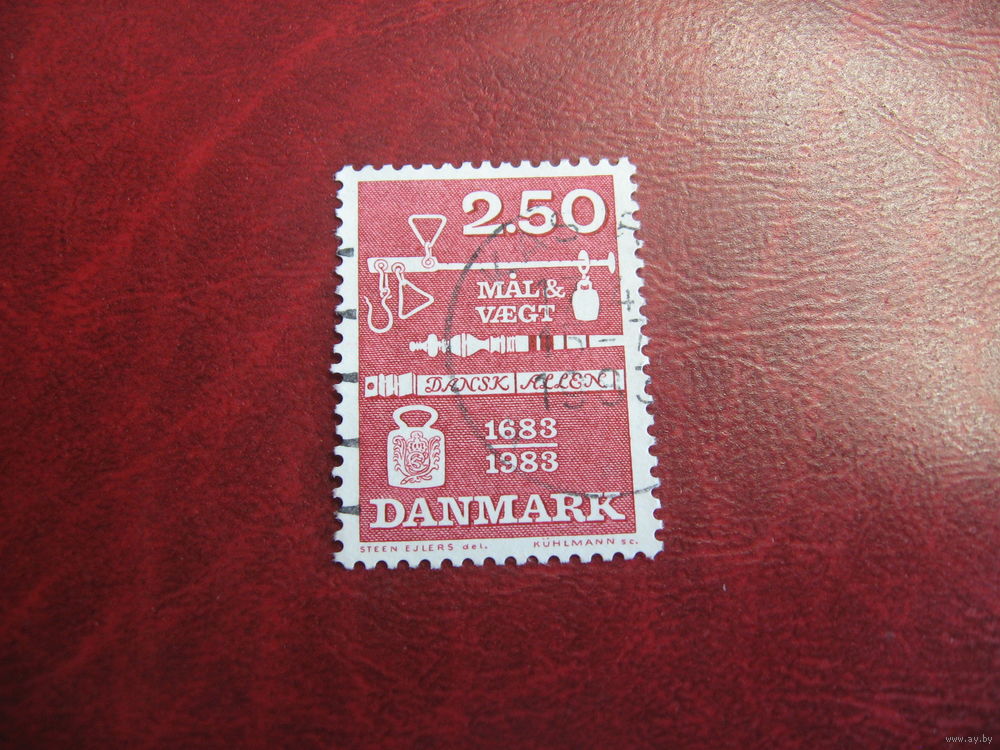 2.50
MÅL &
VÆGT
DANSK ALLEN
1683
1983
DANMARK
STEEN EJLERS del. KÜHLMANN sc.
www.ay.by